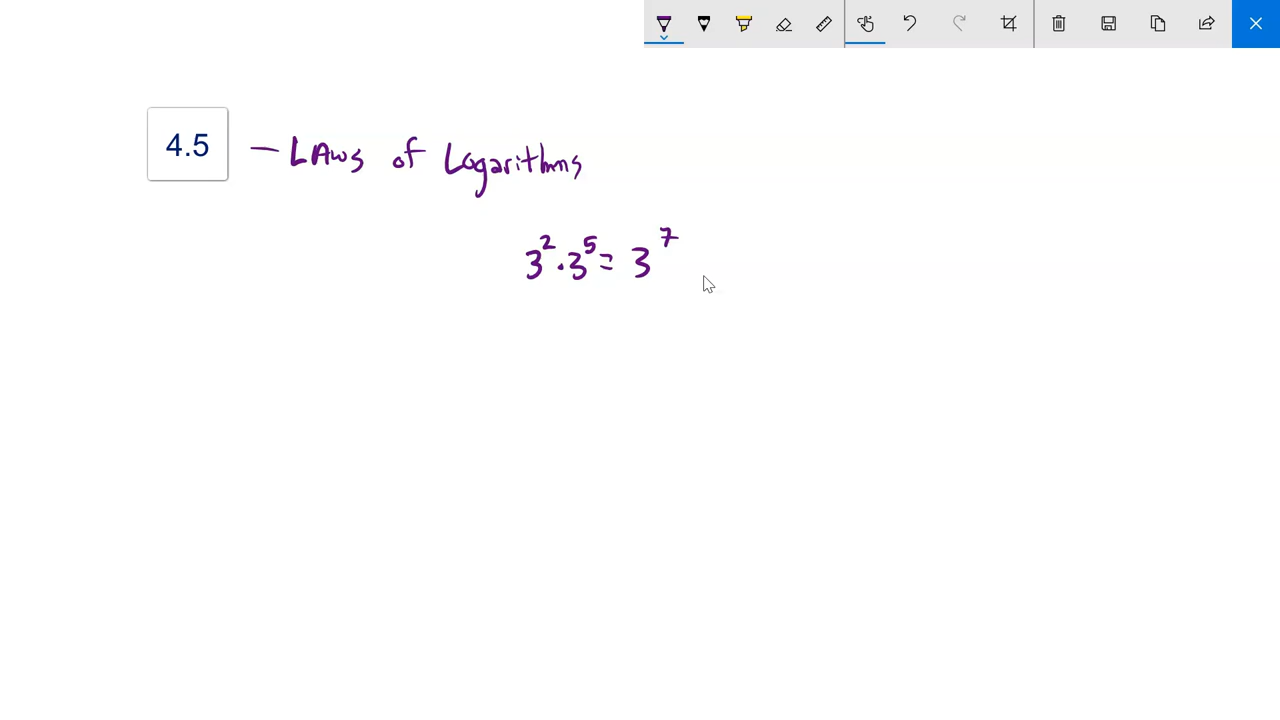 4.5 — LAws of Logarithms
3² · 3⁵ = 3⁷